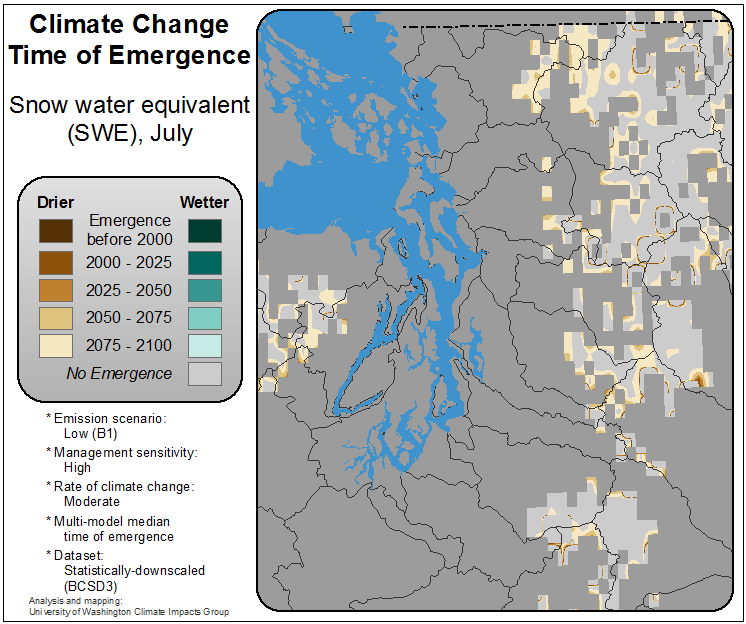 Climate Change
Time of Emergence
Snow water equivalent
(SWE), July
Drier Wetter
Emergence
before 2000
2000 - 2025
2025 - 2050
2050 - 2075
2075 - 2100
No Emergence
* Emission scenario:
Low (B1)
* Management sensitivity:
High
* Rate of climate change:
Moderate
* Multi-model median
time of emergence
* Dataset:
Statistically-downscaled
(BCSD3)
Analysis and mapping:
University of Washington Climate Impacts Group